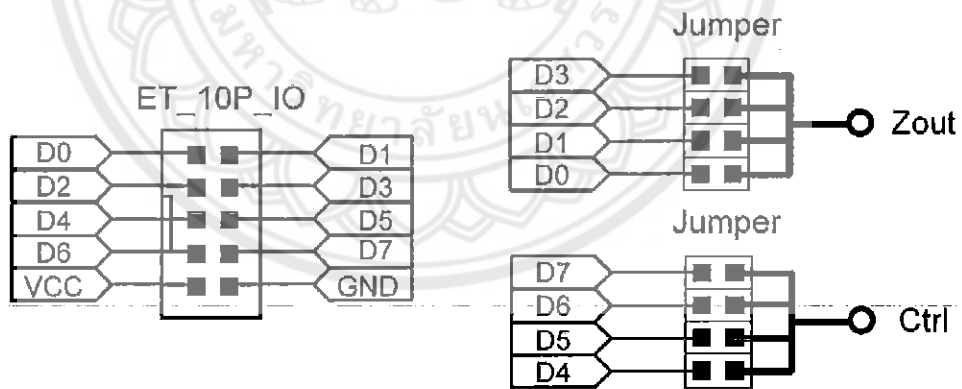 ET_10P_IO
D0 D1
D2 D3
D4 D5
D6 D7
VCC GND
Jumper
D3
D2
D1
D0
Zout
Jumper
D7
D6
D5
D4
Ctrl